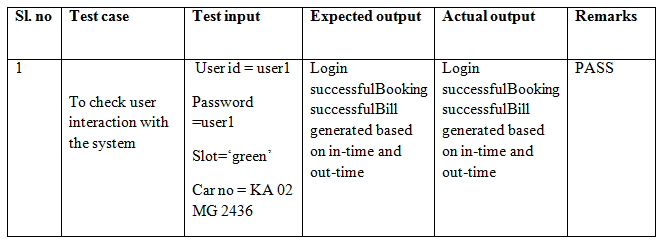 Sl. no Test case Test input Expected output Actual output Remarks
1
To check user
interaction with
the system
User id = user1
Password
=user1
Slot=‘green’
Car no = KA 02
MG 2436
Login
successfulBooking
successfulBill
generated based
on in-time and
out-time
Login
successfulBooking
successfulBill
generated based
on in-time and
out-time
PASS